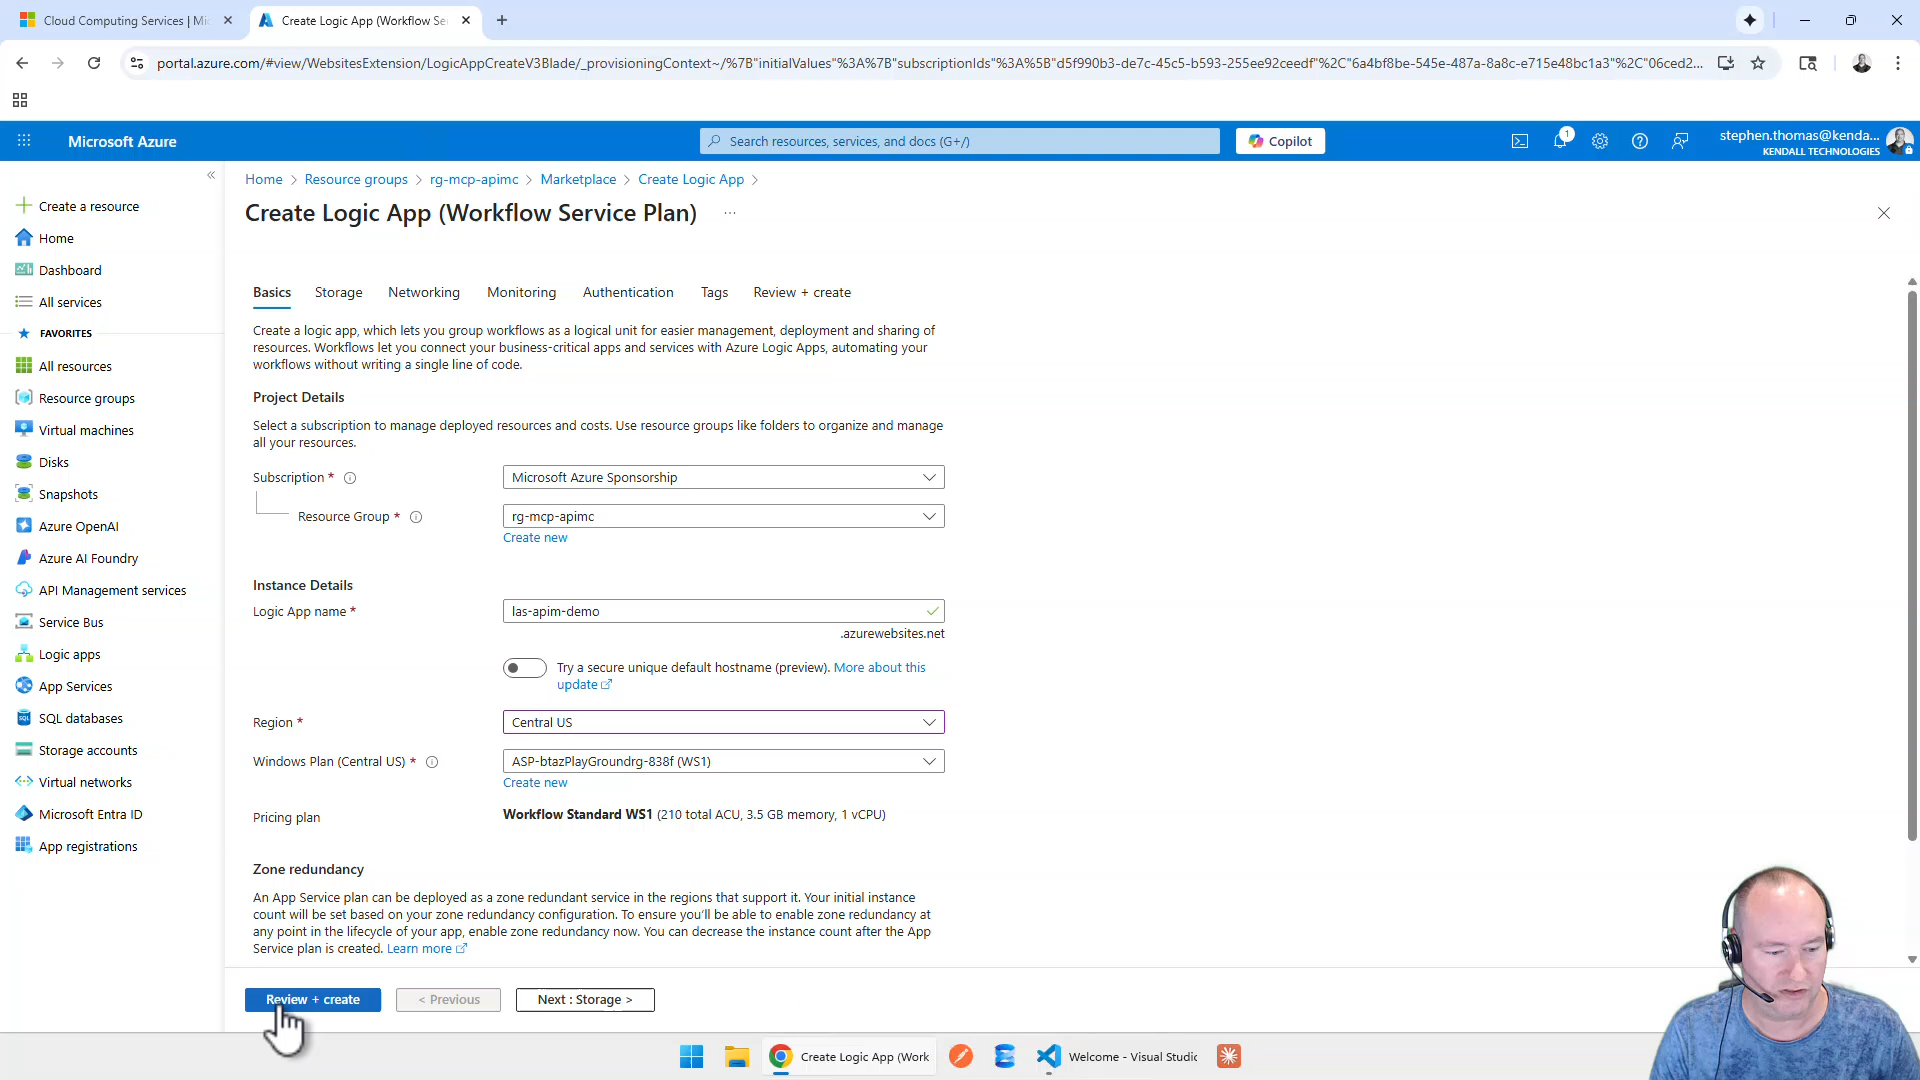 Cloud Computing Services | Mi
Create Logic App (Workflow Se
portal.azure.com/#view/WebsitesExtension/LogicAppCreateV3Blade/_provisioningContext~/%7B"initialValues"%3A%7B"subscriptionIds"%3A%5B"d5f990b3-de7c-45c5-b593-255ee92ceedf"%2C"6a4bf8be-545e-487a-8a8c-e715e48bc1a3"%2C"06ced2...
Microsoft Azure
Search resources, services, and docs (G+/)
Copilot
1
stephen.thomas@kenda...
KENDALL TECHNOLOGIES
Home > Resource groups > rg-mcp-apimc > Marketplace > Create Logic App >
Create Logic App (Workflow Service Plan) ...
Create a resource
Home
Dashboard
All services
FAVORITES
All resources
Resource groups
Virtual machines
Disks
Snapshots
Azure OpenAI
Azure AI Foundry
API Management services
Service Bus
Logic apps
App Services
SQL databases
Storage accounts
Virtual networks
Microsoft Entra ID
App registrations
Basics Storage Networking Monitoring Authentication Tags Review + create
Create a logic app, which lets you group workflows as a logical unit for easier management, deployment and sharing of
resources. Workflows let you connect your business-critical apps and services with Azure Logic Apps, automating your
workflows without writing a single line of code.
Project Details
Select a subscription to manage deployed resources and costs. Use resource groups like folders to organize and manage
all your resources.
Subscription * Microsoft Azure Sponsorship
Resource Group * rg-mcp-apimc
Create new
Instance Details
Logic App name * las-apim-demo
.azurewebsites.net
Try a secure unique default hostname (preview). More about this
update
Region * Central US
Windows Plan (Central US) * ASP-btazPlayGroundrg-838f (WS1)
Create new
Pricing plan Workflow Standard WS1 (210 total ACU, 3.5 GB memory, 1 vCPU)
Zone redundancy
An App Service plan can be deployed as a zone redundant service in the regions that support it. Your initial instance
count will be set based on your zone redundancy configuration. To ensure you'll be able to enable zone redundancy at
any point in the lifecycle of your app, enable zone redundancy now. You can decrease the instance count after the App
Service plan is created. Learn more
Review + create < Previous Next : Storage >
Create Logic App (Work
Welcome - Visual Studio